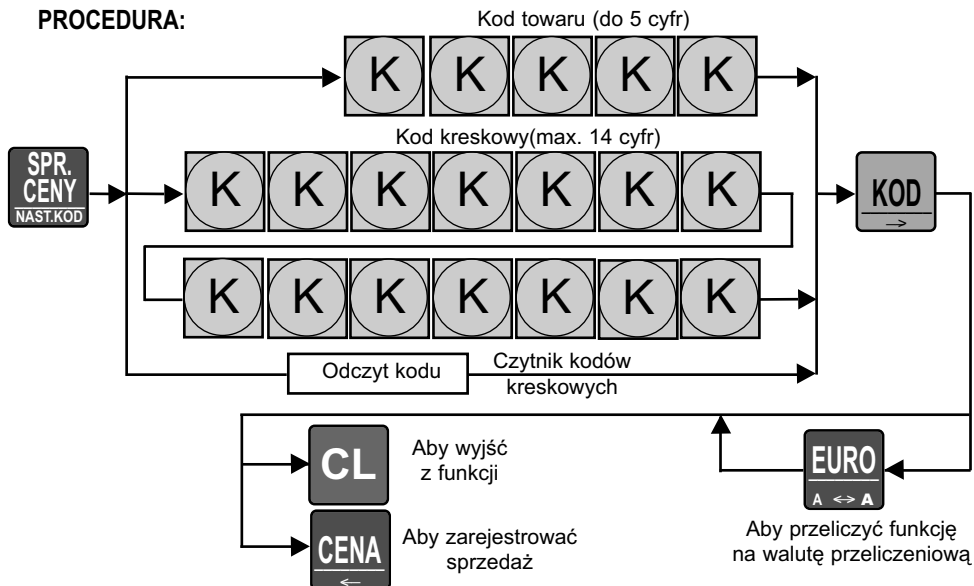 PROCEDURA:
Kod towaru (do 5 cyfr)
K K K K K
Kod kreskowy(max. 14 cyfr)
SPR.
CENY
NAST.KOD
K K K K K K K
KOD
→
K K K K K K K
Odczyt kodu
Czytnik kodów
kreskowych
CL
Aby wyjść
z funkcji
EURO
A <-> A
CENA
←
Aby zarejestrować
sprzedaż
Aby przeliczyć funkcję
na walutę przeliczeniową